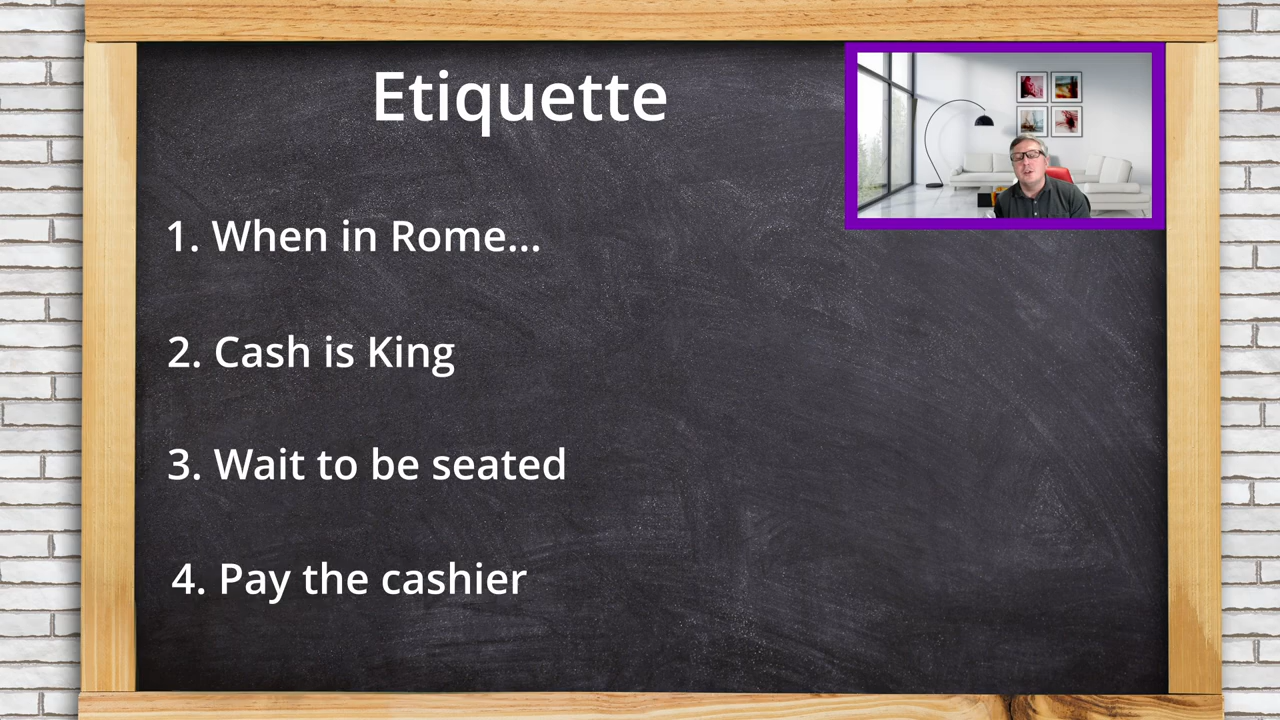 Etiquette
1. When in Rome...
2. Cash is King
3. Wait to be seated
4. Pay the cashier